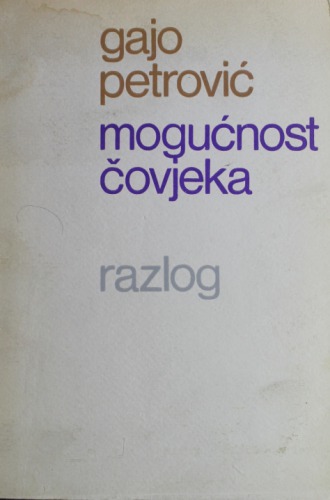 gajo
petrović
mogućnost
čovjeka
razlog